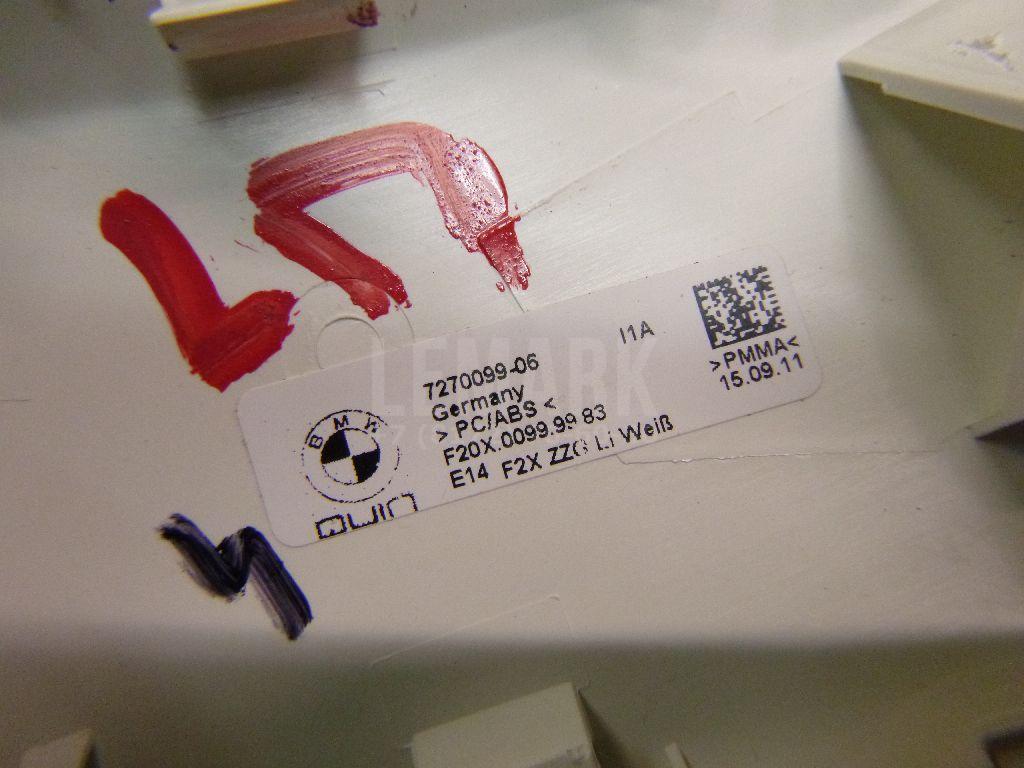 7270099-06 I1A
Germany
> PC/ABS <
F20X.0099.99 83
E14 F2X Li Weiß
>PMMA<
15.09.11
BMW
QUIN
LEMARK